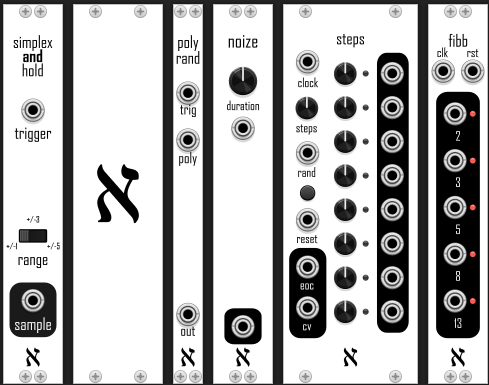 simplex
and
hold
trigger
+/-3
+/-1
+/-5
range
sample
ℵ
ℵ
poly
rand
trig
poly
out
ℵ
noize
duration
ℵ
steps
clock
steps
rand
reset
eoc
cv
ℵ
fibb
clk
rst
2
3
5
8
13
ℵ